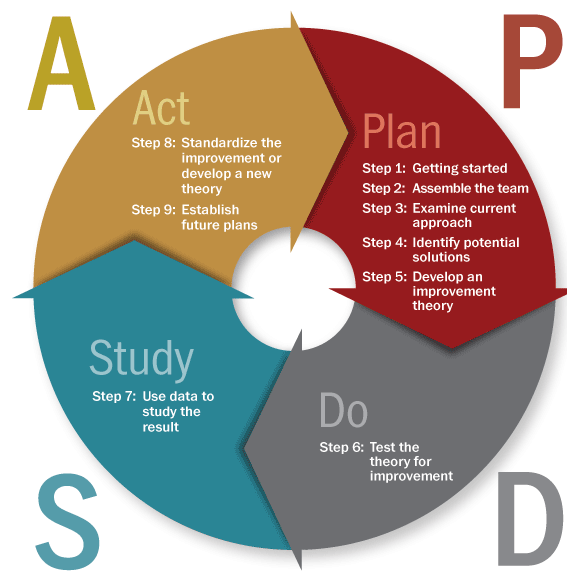 A
P
Act
Step 8: Standardize the
improvement or
develop a new
theory
Step 9: Establish
future plans
Plan
Step 1: Getting started
Step 2: Assemble the team
Step 3: Examine current
approach
Step 4: Identify potential
solutions
Step 5: Develop an
improvement
theory
Study
Step 7: Use data to
study the
result
Do
Step 6: Test the
theory for
improvement
S
D